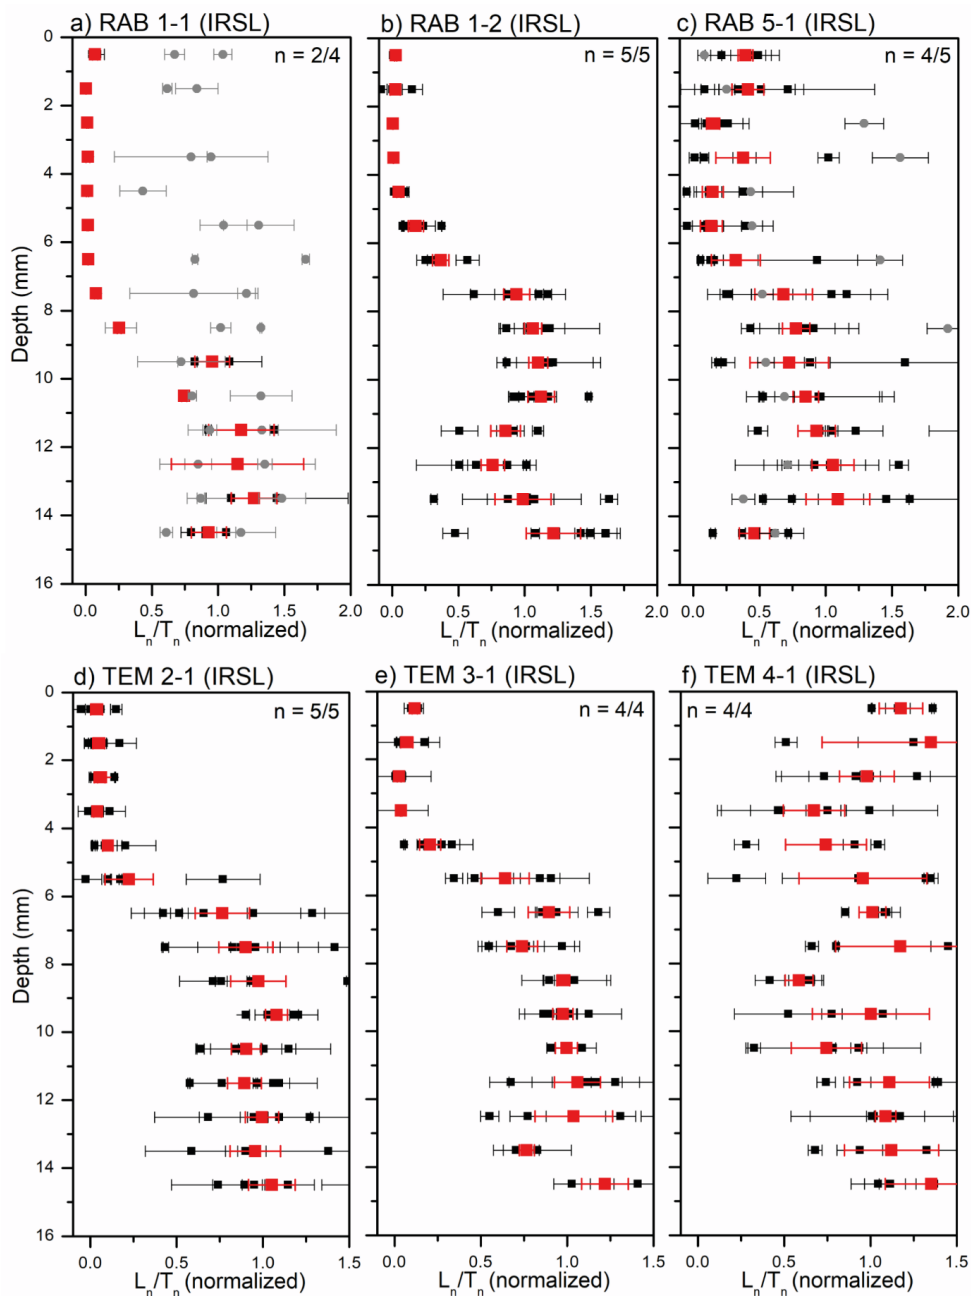 a) RAB 1-1 (IRSL)
b) RAB 1-2 (IRSL)
c) RAB 5-1 (IRSL)
n = 2/4
n = 5/5
n = 4/5
0
2
4
6
8
10
12
14
16
Depth (mm)
0.0 0.5 1.0 1.5 2.0
0.0 0.5 1.0 1.5 2.0
0.0 0.5 1.0 1.5 2.0
Ln/Tn (normalized)
Ln/Tn (normalized)
Ln/Tn (normalized)
d) TEM 2-1 (IRSL)
e) TEM 3-1 (IRSL)
f) TEM 4-1 (IRSL)
n = 5/5
n = 4/4
n = 4/4
0
2
4
6
8
10
12
14
16
Depth (mm)
0.0 0.5 1.0 1.5
0.0 0.5 1.0 1.5
0.0 0.5 1.0 1.5
Ln/Tn (normalized)
Ln/Tn (normalized)
Ln/Tn (normalized)